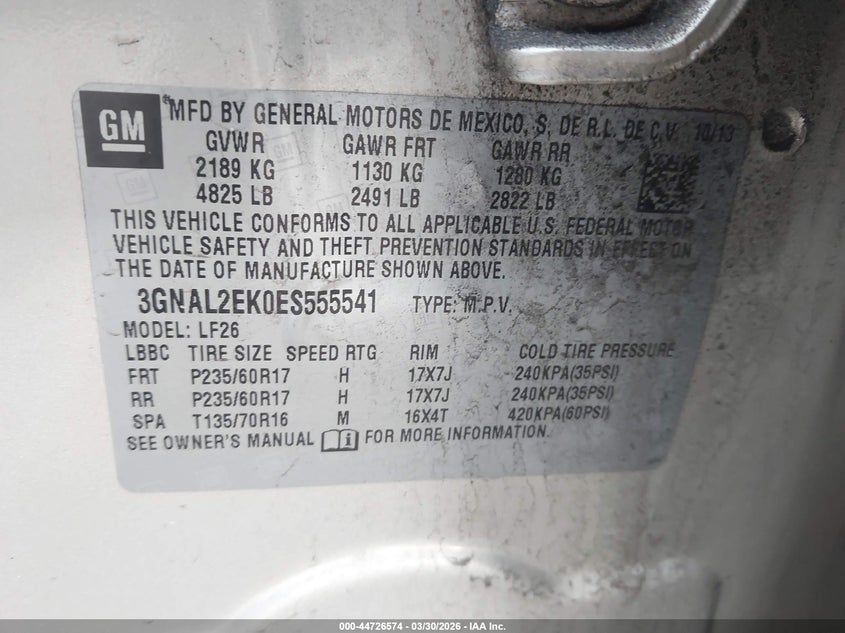 GM
*MFD BY GENERAL MOTORS DE MEXICO, S, DE R.L. DE C.V. 10/13
GVWR GAWR FRT GAWR RR
2189 KG 1130 KG 1280 KG
4825 LB 2491 LB 2822 LB
THIS VEHICLE CONFORMS TO ALL APPLICABLE U.S. FEDERAL MOTOR
VEHICLE SAFETY AND THEFT PREVENTION STANDARDS IN EFFECT ON
THE DATE OF MANUFACTURE SHOWN ABOVE.
3GNAL2EK0ES555541 TYPE: M.P.V.
MODEL: LF26
LBBC TIRE SIZE SPEED RTG RIM COLD TIRE PRESSURE
FRT P235/60R17 H 17X7J 240KPA(35PSI)
RR P235/60R17 H 17X7J 240KPA(35PSI)
SPA T135/70R16 M 16X4T 420KPA(60PSI)
SEE OWNER'S MANUAL FOR MORE INFORMATION.
000-44726574 | 03/30/2026 - IAA Inc.